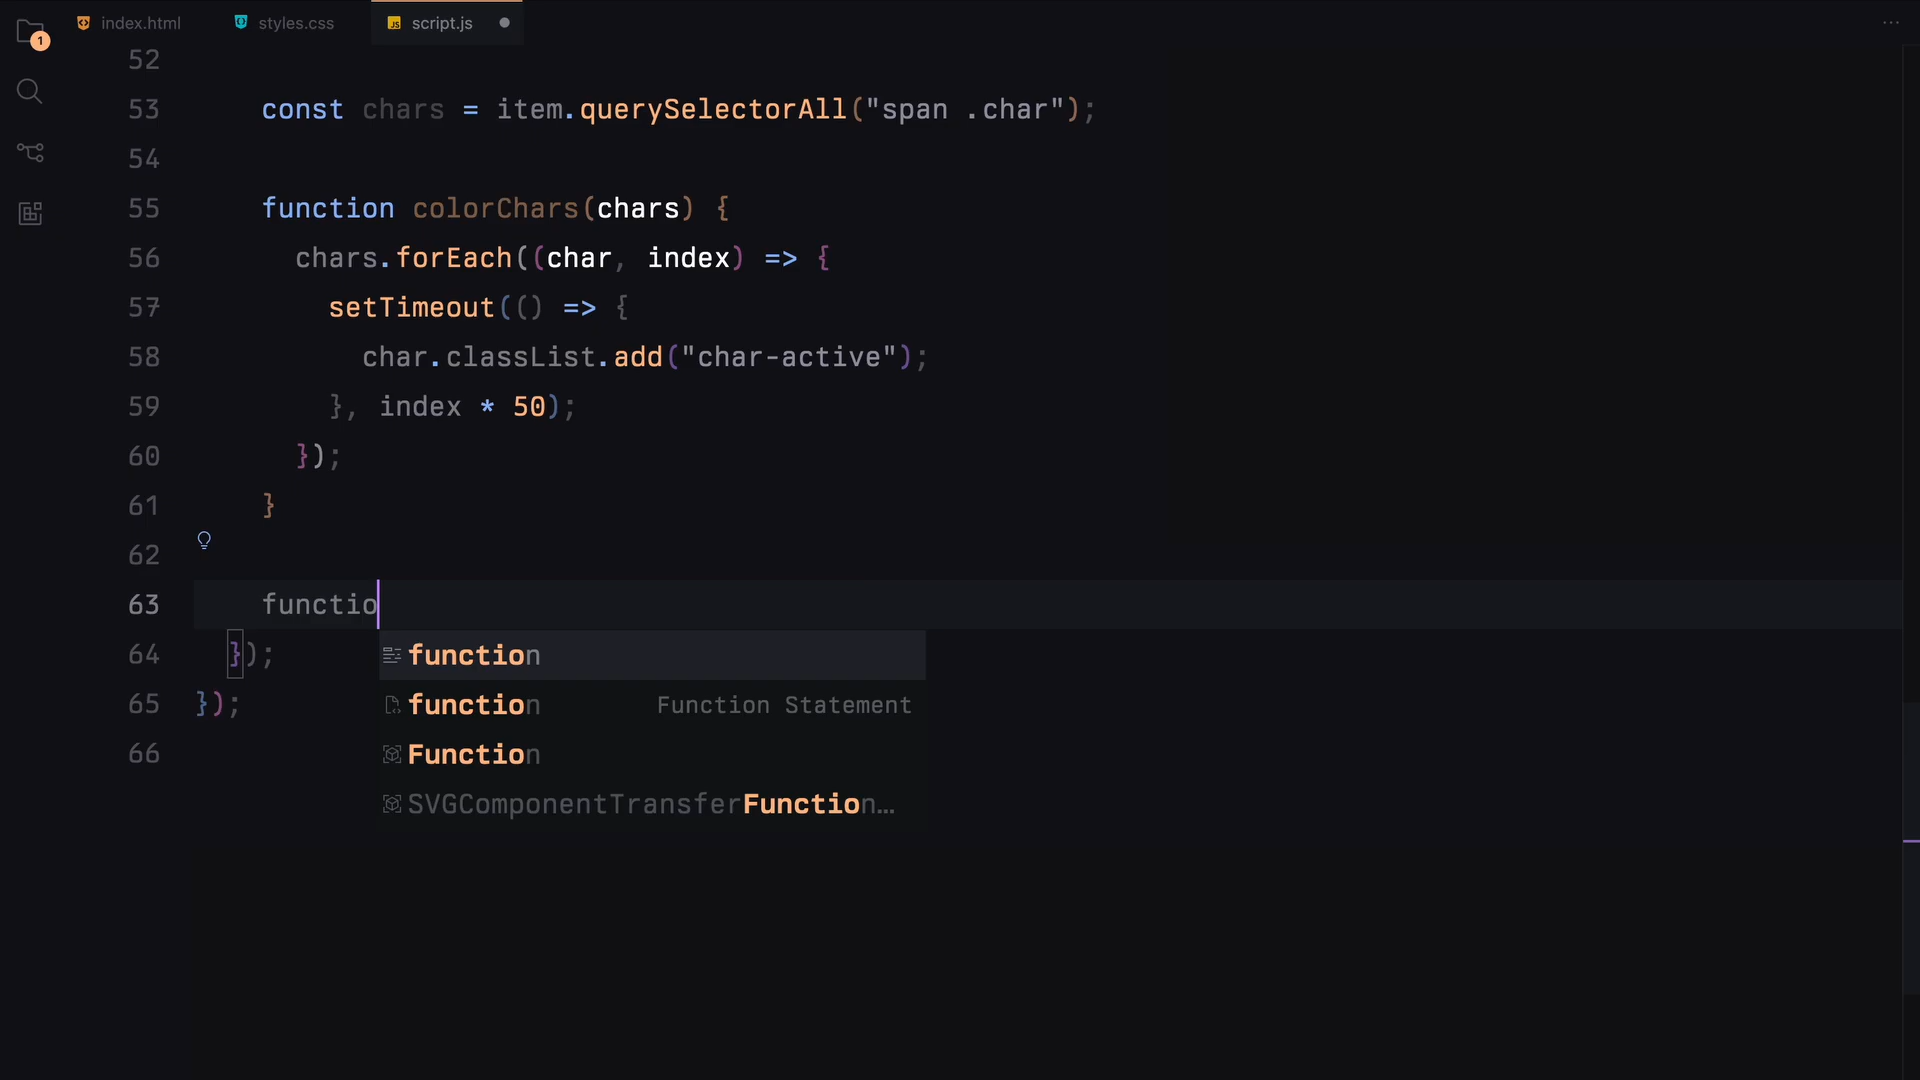 index.html styles.css JS script.js ...
1
52
53 const chars = item.querySelectorAll("span .char");
54
55 function colorChars(chars) {
56 chars.forEach((char, index) => {
57 setTimeout(() => {
58 char.classList.add("char-active");
59 }, index * 50);
60 });
61 }
62
63 functio
64 });
function
65 });
function Function Statement
66
Function
SVGComponentTransferFunction…